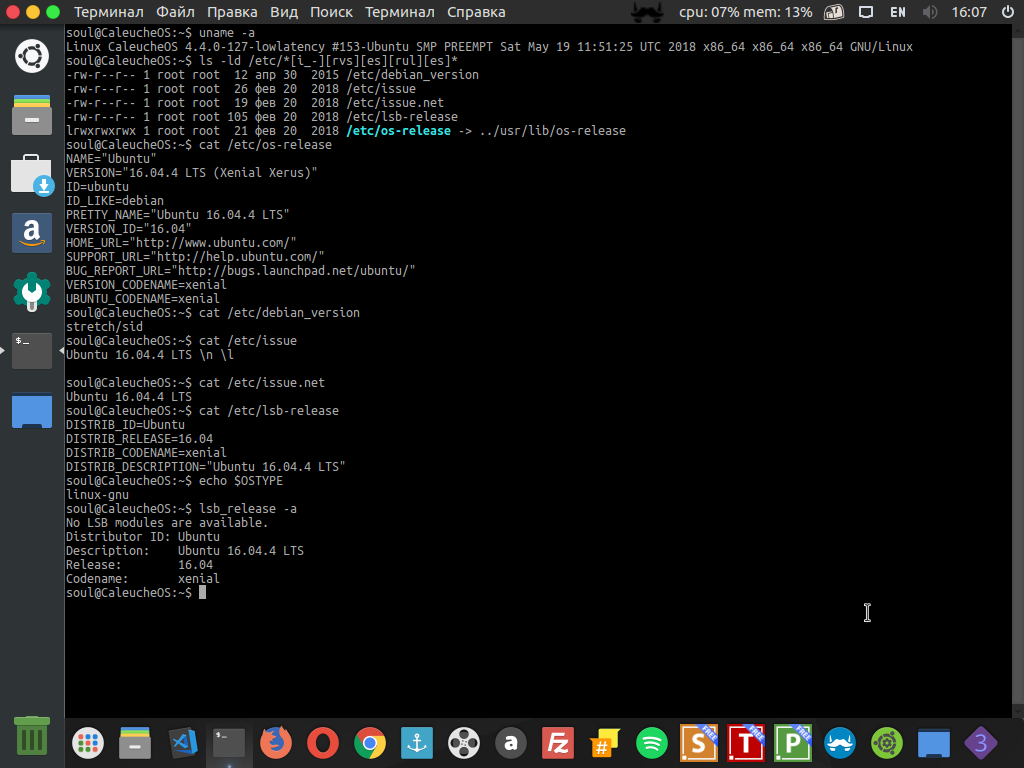 Терминал Файл Правка Вид Поиск Терминал Справка cpu: 07% mem: 13% EN 16:07
soul@CaleucheOS:~$ uname -a
Linux CaleucheOS 4.4.0-127-lowlatency #153-Ubuntu SMP PREEMPT Sat May 19 11:51:25 UTC 2018 x86_64 x86_64 x86_64 GNU/Linux
soul@CaleucheOS:~$ ls -ld /etc/*[i_-][rvs][es][rul][es]*
-rw-r--r-- 1 root root  12 апр 30  2015 /etc/debian_version
-rw-r--r-- 1 root root  26 фев 20  2018 /etc/issue
-rw-r--r-- 1 root root  19 фев 20  2018 /etc/issue.net
-rw-r--r-- 1 root root 105 фев 20  2018 /etc/lsb-release
lrwxrwxrwx 1 root root  21 фев 20  2018 /etc/os-release -> ../usr/lib/os-release
soul@CaleucheOS:~$ cat /etc/os-release
NAME="Ubuntu"
VERSION="16.04.4 LTS (Xenial Xerus)"
ID=ubuntu
ID_LIKE=debian
PRETTY_NAME="Ubuntu 16.04.4 LTS"
VERSION_ID="16.04"
HOME_URL="http://www.ubuntu.com/"
SUPPORT_URL="http://help.ubuntu.com/"
BUG_REPORT_URL="http://bugs.launchpad.net/ubuntu/"
VERSION_CODENAME=xenial
UBUNTU_CODENAME=xenial
soul@CaleucheOS:~$ cat /etc/debian_version
stretch/sid
soul@CaleucheOS:~$ cat /etc/issue
Ubuntu 16.04.4 LTS \n \l
soul@CaleucheOS:~$ cat /etc/issue.net
Ubuntu 16.04.4 LTS
soul@CaleucheOS:~$ cat /etc/lsb-release
DISTRIB_ID=Ubuntu
DISTRIB_RELEASE=16.04
DISTRIB_CODENAME=xenial
DISTRIB_DESCRIPTION="Ubuntu 16.04.4 LTS"
soul@CaleucheOS:~$ echo $OSTYPE
linux-gnu
soul@CaleucheOS:~$ lsb_release -a
No LSB modules are available.
Distributor ID: Ubuntu
Description:    Ubuntu 16.04.4 LTS
Release:        16.04
Codename:       xenial
soul@CaleucheOS:~$
a
$_
$_
a
Fz
#
S FREE
T FREE
P FREE
3